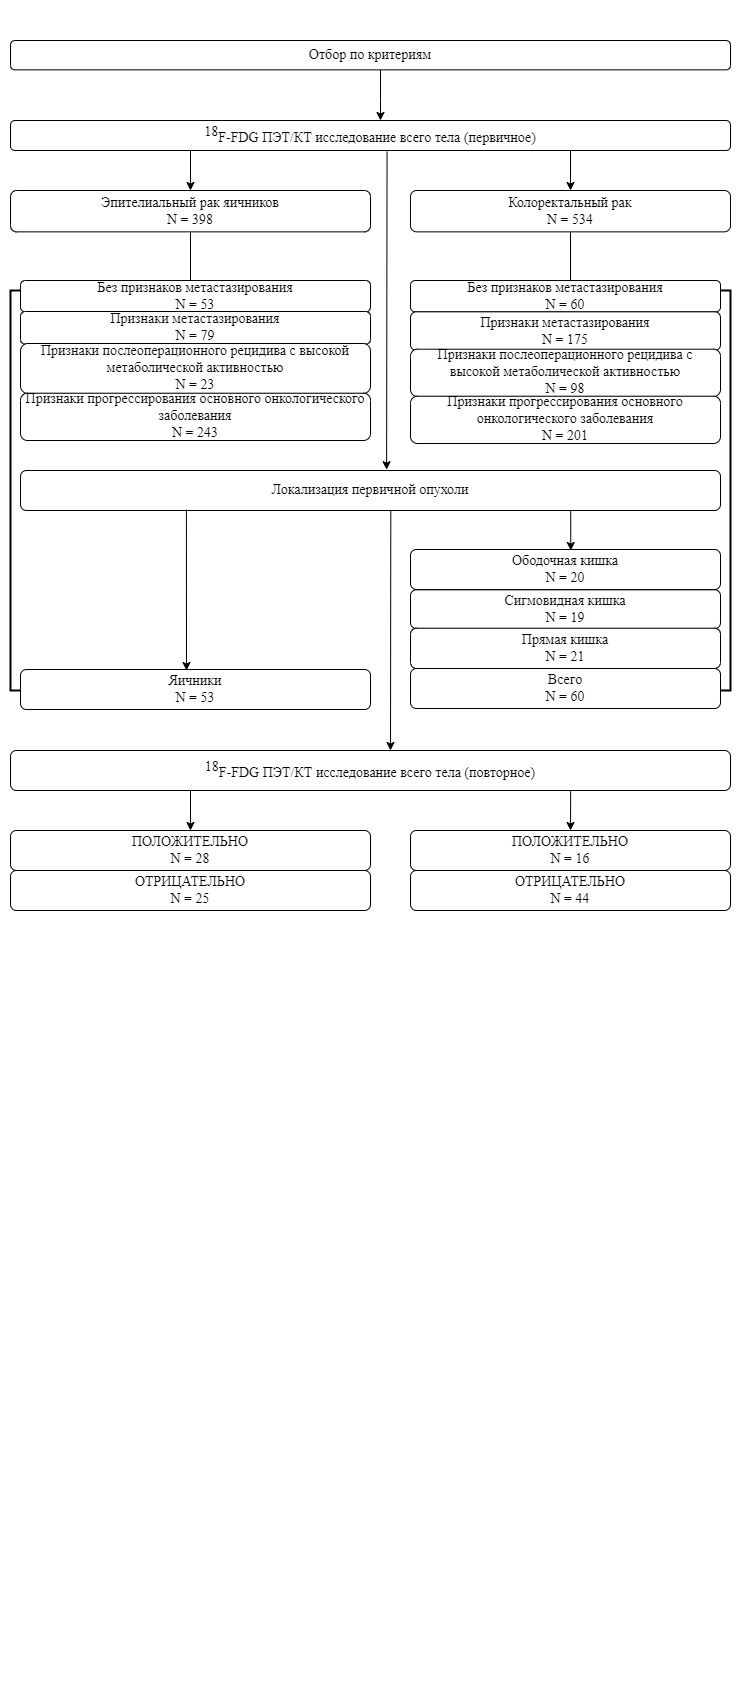 Отбор по критериям
18F-FDG ПЭТ/КТ исследование всего тела (первичное)
Эпителиальный рак яичников
N = 398
Колоректальный рак
N = 534
Без признаков метастазирования
N = 53
Признаки метастазирования
N = 79
Признаки послеоперационного рецидива с высокой
метаболической активностью
N = 23
Признаки прогрессирования основного онкологического
заболевания
N = 243
Без признаков метастазирования
N = 60
Признаки метастазирования
N = 175
Признаки послеоперационного рецидива с
высокой метаболической активностью
N = 98
Признаки прогрессирования основного
онкологического заболевания
N = 201
Локализация первичной опухоли
Ободочная кишка
N = 20
Сигмовидная кишка
N = 19
Прямая кишка
N = 21
Яичники
N = 53
Всего
N = 60
18F-FDG ПЭТ/КТ исследование всего тела (повторное)
ПОЛОЖИТЕЛЬНО
N = 28
ОТРИЦАТЕЛЬНО
N = 25
ПОЛОЖИТЕЛЬНО
N = 16
ОТРИЦАТЕЛЬНО
N = 44